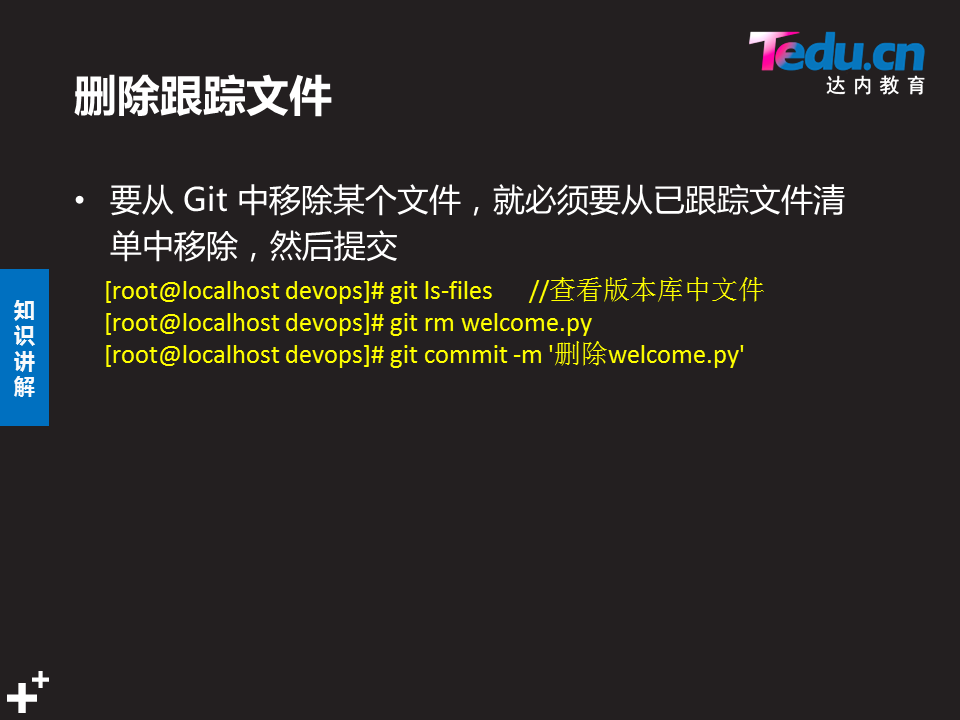 Tedu.cn
达内教育
删除跟踪文件
• 要从 Git 中移除某个文件，就必须要从已跟踪文件清
单中移除，然后提交
[root@localhost devops]# git ls-files //查看版本库中文件
[root@localhost devops]# git rm welcome.py
[root@localhost devops]# git commit -m '删除welcome.py'
知
识
讲
解